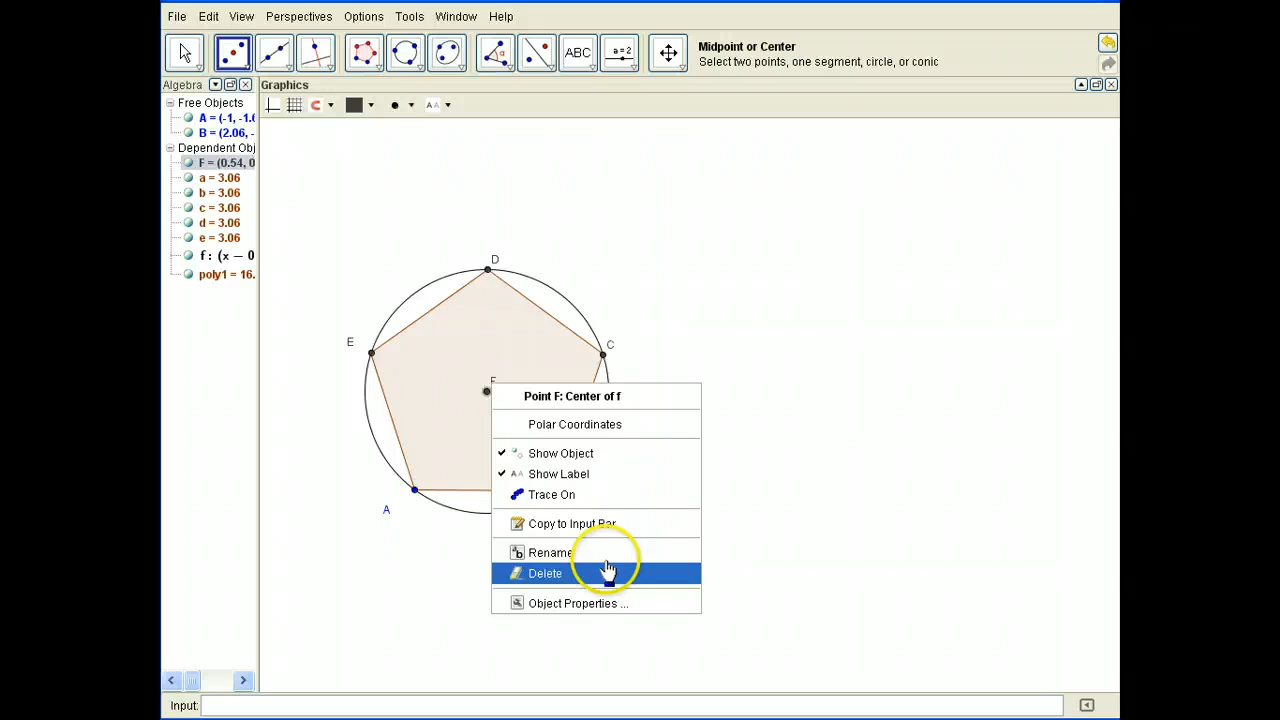 File Edit View Perspectives Options Tools Window Help
ABC
a = 2
Midpoint or Center
Select two points, one segment, circle, or conic
Algebra
Graphics
Free Objects
A = (-1, -1.
B = (2.06, -
Dependent Obj
F = (0.54, 0
a = 3.06
b = 3.06
c = 3.06
d = 3.06
e = 3.06
f: (x – 0
poly1 = 16.
A A
D
E
C
F
A
Point F: Center of f
Polar Coordinates
Show Object
Show Label
Trace On
Copy to Input Bar
Rename
Delete
Object Properties ...
Input: